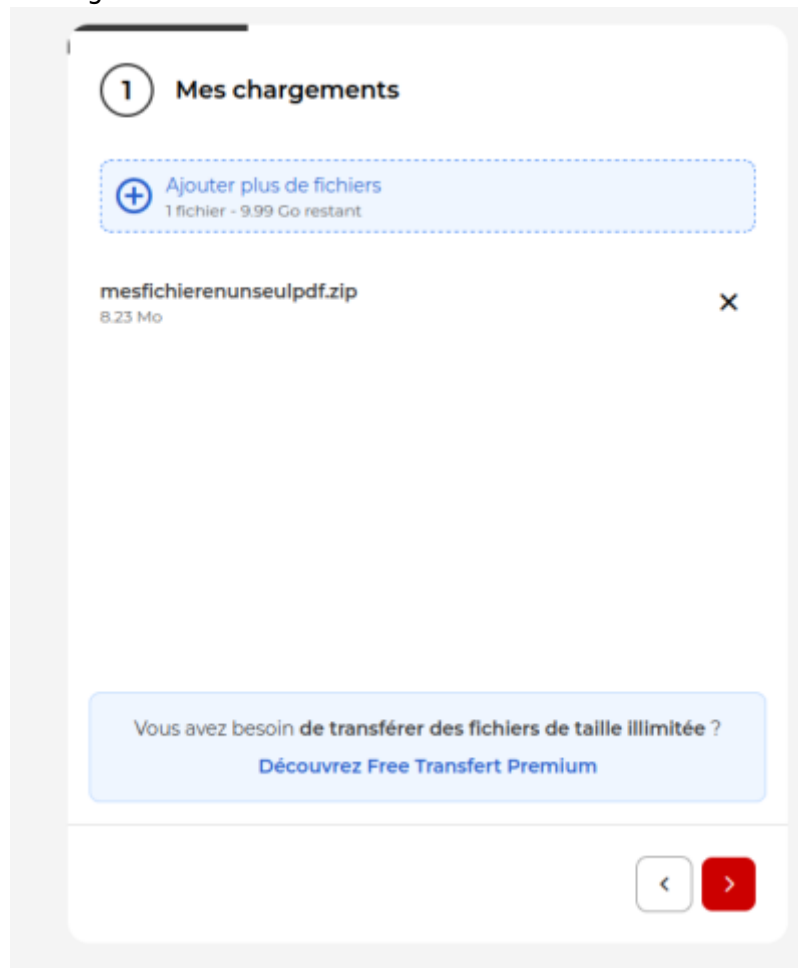 1
Mes chargements
Ajouter plus de fichiers
1 fichier - 9.99 Go restant
mesfichierenunseulpdf.zip
8.23 Mo
Vous avez besoin de transférer des fichiers de taille illimitée ?
Découvrez Free Transfert Premium